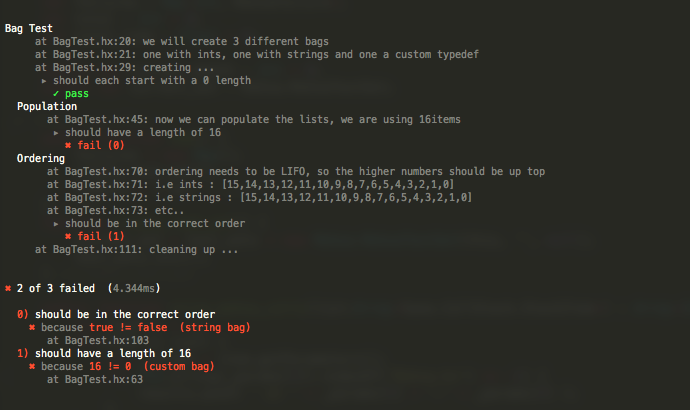 Bag Test
at BagTest.hx:20: we will create 3 different bags
at BagTest.hx:21: one with ints, one with strings and one a custom typedef
at BagTest.hx:29: creating ...
▸ should each start with a 0 length
✓ pass
Population
at BagTest.hx:45: now we can populate the lists, we are using 16items
▸ should have a length of 16
✖ fail (0)
Ordering
at BagTest.hx:70: ordering needs to be LIFO, so the higher numbers should be up top
at BagTest.hx:71: i.e ints : [15,14,13,12,11,10,9,8,7,6,5,4,3,2,1,0]
at BagTest.hx:72: i.e strings : [15,14,13,12,11,10,9,8,7,6,5,4,3,2,1,0]
at BagTest.hx:73: etc..
▸ should be in the correct order
✖ fail (1)
at BagTest.hx:111: cleaning up ...
✖ 2 of 3 failed (4.344ms)
0) should be in the correct order
✖ because true != false (string bag)
at BagTest.hx:103
1) should have a length of 16
✖ because 16 != 0 (custom bag)
at BagTest.hx:63